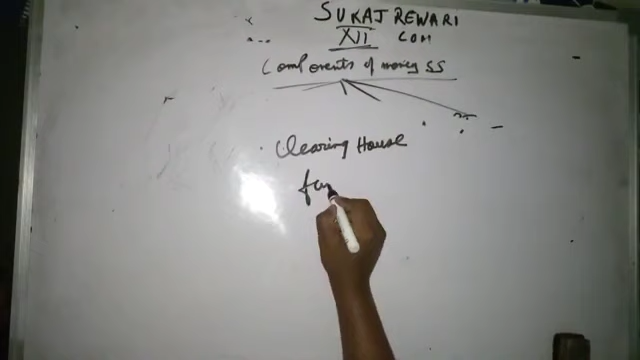 SURAJ REWARI
XII COM
Components of money SS
Clearing House